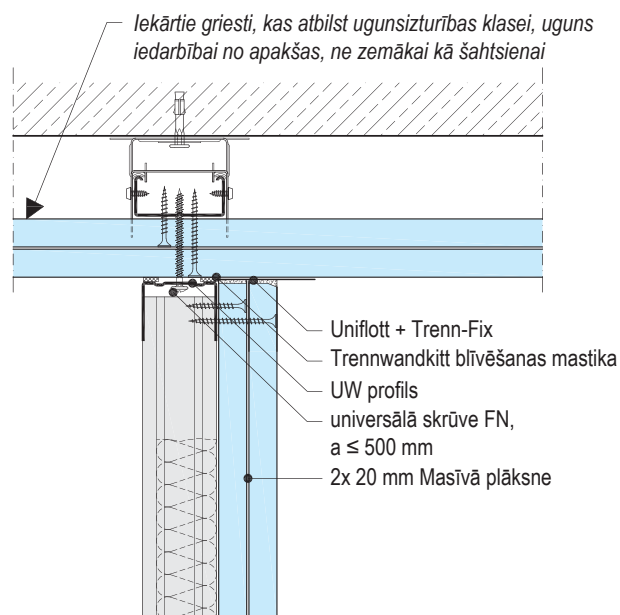 Iekārtie griesti, kas atbilst ugunsizturības klasei, uguns
iedarbībai no apakšas, ne zemākai kā šahtsienai
Uniflott + Trenn-Fix
Trennwandkitt blīvēšanas mastika
UW profils
universālā skrūve FN,
a ≤ 500 mm
2x 20 mm Masīvā plāksne